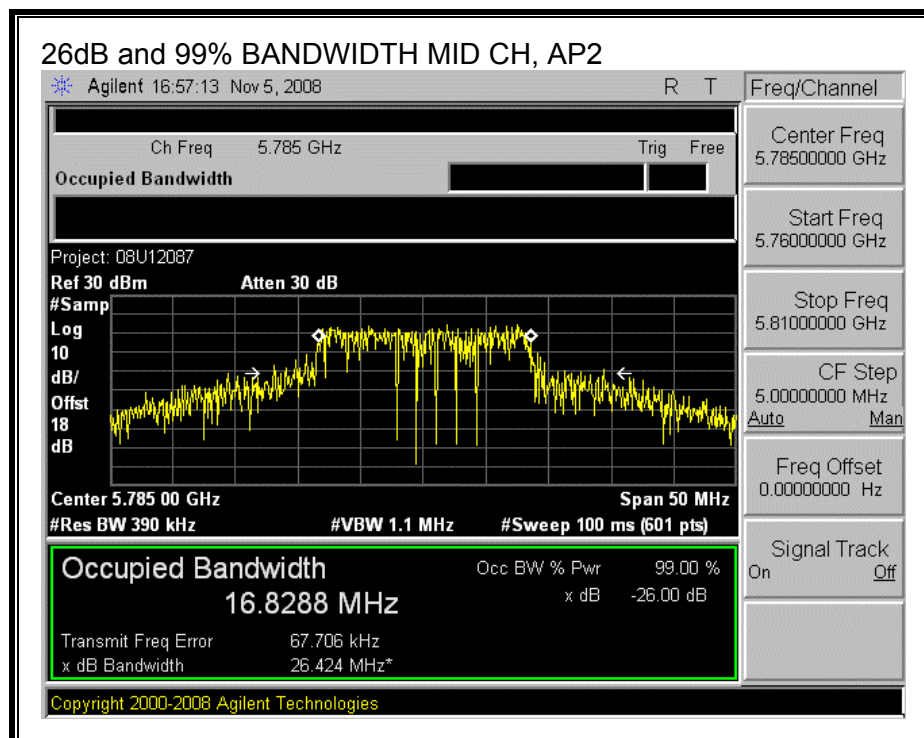 26dB and 99% BANDWIDTH MID CH, AP2
Agilent 16:57:13 Nov 5, 2008 R T
Freq/Channel
Ch Freq 5.785 GHz Trig Free
Occupied Bandwidth
Center Freq
5.78500000 GHz
Start Freq
5.76000000 GHz
Stop Freq
5.81000000 GHz
CF Step
5.00000000 MHz
Auto Man
Freq Offset
0.00000000 Hz
Signal Track
On Off
Project: 08U12087
Ref 30 dBm Atten 30 dB
#Samp
Log
10
dB/
Offst
18
dB
Center 5.785 00 GHz Span 50 MHz
#Res BW 390 kHz #VBW 1.1 MHz #Sweep 100 ms (601 pts)
Occupied Bandwidth
16.8288 MHz
Occ BW % Pwr 99.00 %
x dB -26.00 dB
Transmit Freq Error 67.706 kHz
x dB Bandwidth 26.424 MHz*
Copyright 2000-2008 Agilent Technologies